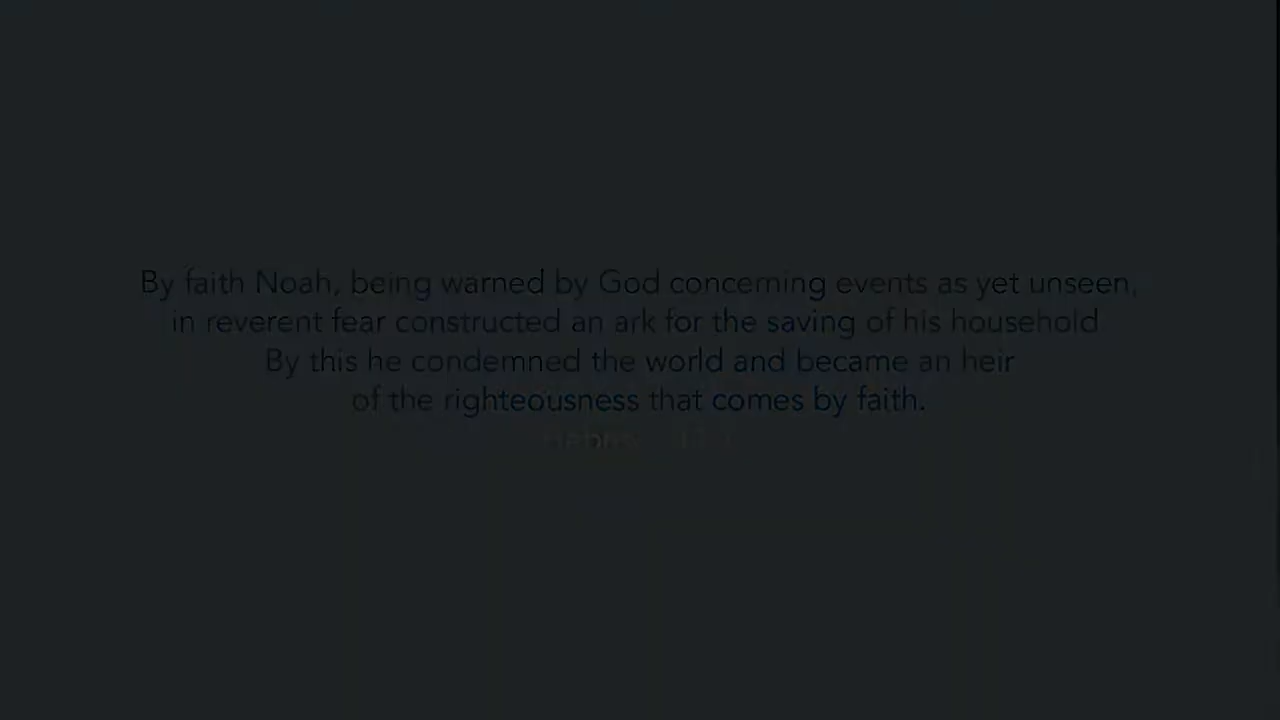 By faith Noah, being warned by God concerning events as yet unseen,
in reverent fear constructed an ark for the saving of his household
By this he condemned the world and became an heir
of the righteousness that comes by faith.